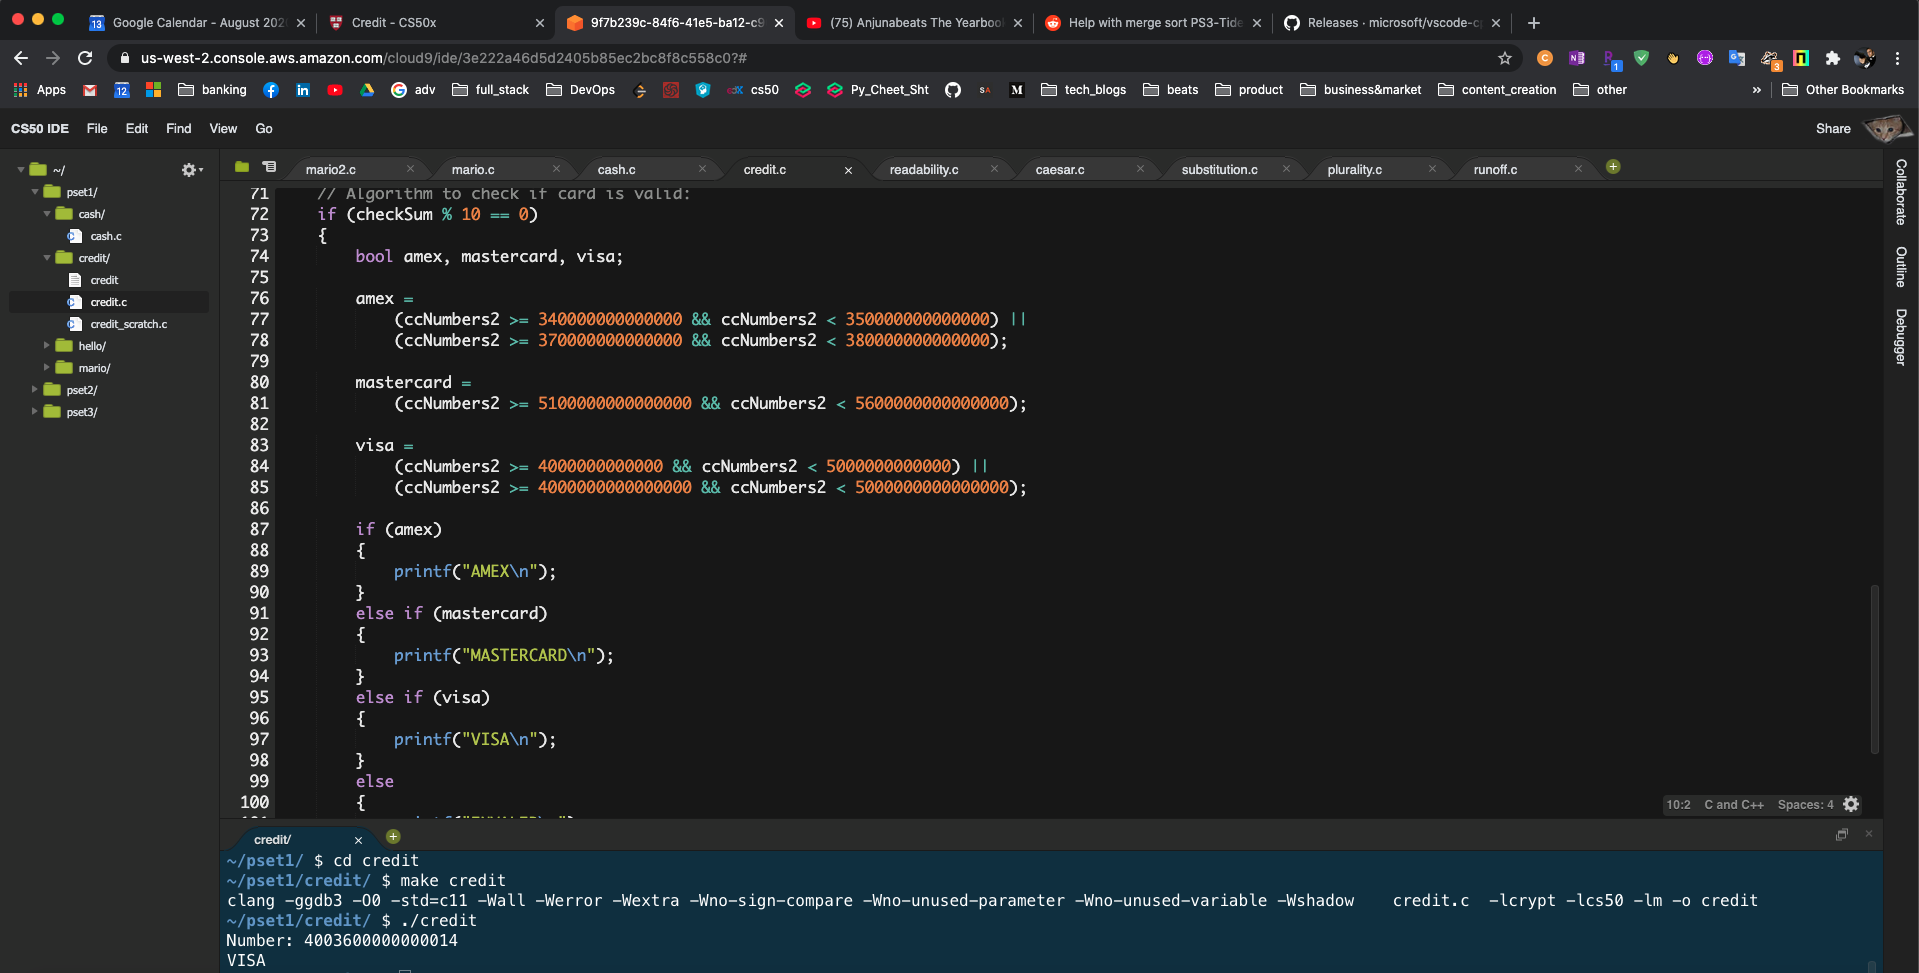 Google Calendar - August 202
Credit - CS50x
9f7b239c-84f6-41e5-ba12-c9
(75) Anjunabeats The Yearboo
Help with merge sort PS3-Tide
Releases · microsoft/vscode-c
us-west-2.console.aws.amazon.com/cloud9/ide/3e222a46d5d2405b85ec2bc8f8c558c0?#
Apps
banking
adv
full_stack
DevOps
cs50
Py_Cheet_Sht
tech_blogs
beats
product
business&market
content_creation
other
»
Other Bookmarks
CS50 IDE File Edit Find View Go
Share
~/
pset1/
cash/
cash.c
credit/
credit
credit.c
credit_scratch.c
hello/
mario/
pset2/
pset3/
mario2.c
mario.c
cash.c
credit.c
readability.c
caesar.c
substitution.c
plurality.c
runoff.c
71 // Algorithm to check if card is valid:
72 if (checkSum % 10 == 0)
73 {
74 bool amex, mastercard, visa;
75
76 amex =
77 (ccNumbers2 >= 340000000000000 && ccNumbers2 < 350000000000000) ||
78 (ccNumbers2 >= 370000000000000 && ccNumbers2 < 380000000000000);
79
80 mastercard =
81 (ccNumbers2 >= 5100000000000000 && ccNumbers2 < 5600000000000000);
82
83 visa =
84 (ccNumbers2 >= 4000000000000 && ccNumbers2 < 5000000000000) ||
85 (ccNumbers2 >= 4000000000000000 && ccNumbers2 < 5000000000000000);
86
87 if (amex)
88 {
89 printf("AMEX\n");
90 }
91 else if (mastercard)
92 {
93 printf("MASTERCARD\n");
94 }
95 else if (visa)
96 {
97 printf("VISA\n");
98 }
99 else
100 {
10:2 C and C++ Spaces: 4
Collaborate
Outline
Debugger
credit/
~/pset1/ $ cd credit
~/pset1/credit/ $ make credit
clang -ggdb3 -O0 -std=c11 -Wall -Werror -Wextra -Wno-sign-compare -Wno-unused-parameter -Wno-unused-variable -Wshadow credit.c -lcrypt -lcs50 -lm -o credit
~/pset1/credit/ $ ./credit
Number: 4003600000000014
VISA